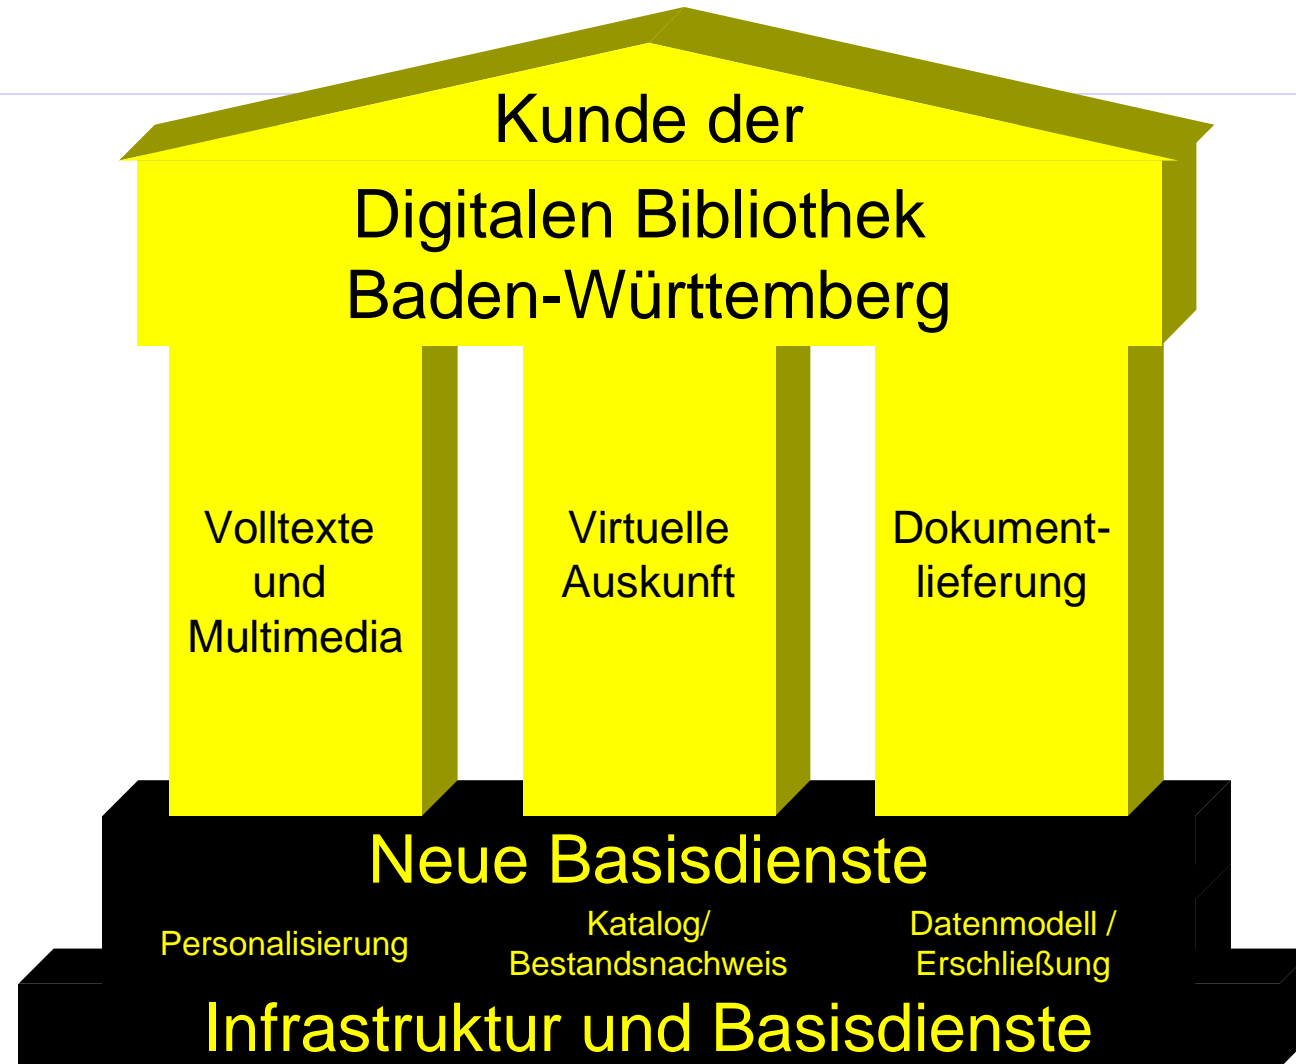 Kunde der
Digitalen Bibliothek
Baden-Württemberg
Volltexte
und
Multimedia
Virtuelle
Auskunft
Dokument-
lieferung
Neue Basisdienste
Personalisierung
Katalog/
Bestandsnachweis
Datenmodell /
Erschließung
Infrastruktur und Basisdienste